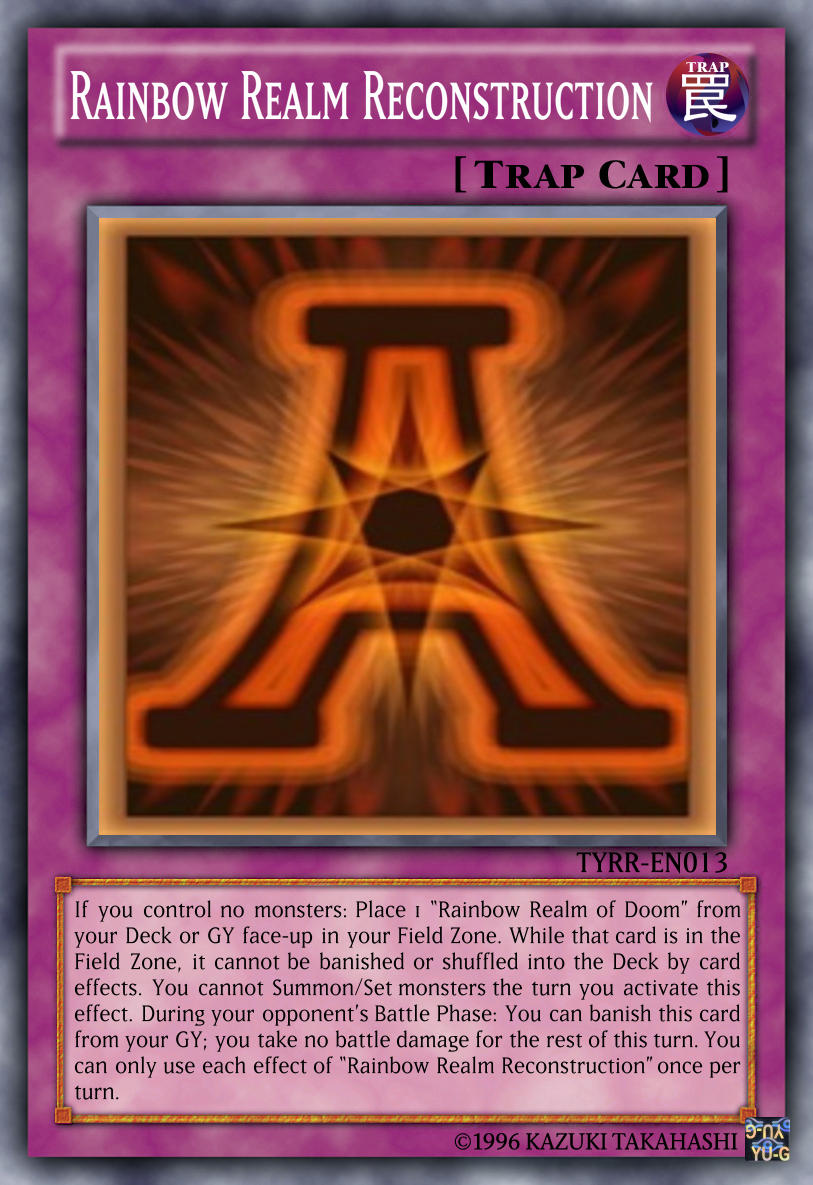 RAINBOW REALM RECONSTRUCTION
TRAP
罠
[TRAP CARD]
A
TYRR-EN013
If you control no monsters: Place 1 "Rainbow Realm of Doom" from
your Deck or GY face-up in your Field Zone. While that card is in the
Field Zone, it cannot be banished or shuffled into the Deck by card
effects. You cannot Summon/Set monsters the turn you activate this
effect. During your opponent's Battle Phase: You can banish this card
from your GY; you take no battle damage for the rest of this turn. You
can only use each effect of "Rainbow Realm Reconstruction" once per
turn.
©1996 KAZUKI TAKAHASHI
YU-G
YU-G